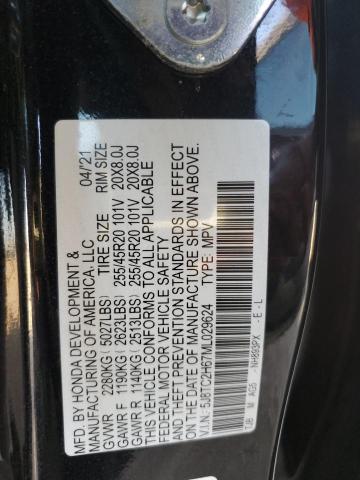 MFD. BY HONDA DEVELOPMENT &
MANUFACTURING OF AMERICA, LLC 04/21
GVWR 2280KG (5027LBS) TIRE SIZE RIM SIZE
GAWR F 1190KG (2623LBS) 255/45R20 101V 20X8.0J
GAWR R 1140KG (2513LBS) 255/45R20 101V 20X8.0J
THIS VEHICLE CONFORMS TO ALL APPLICABLE
FEDERAL MOTOR VEHICLE SAFETY
AND THEFT PREVENTION STANDARDS IN EFFECT
ON THE DATE OF MANUFACTURE SHOWN ABOVE.
V.I.N: 5J8TC2H67ML029624 TYPE: MPV
TJB M AG5 -NH893PX -E-L